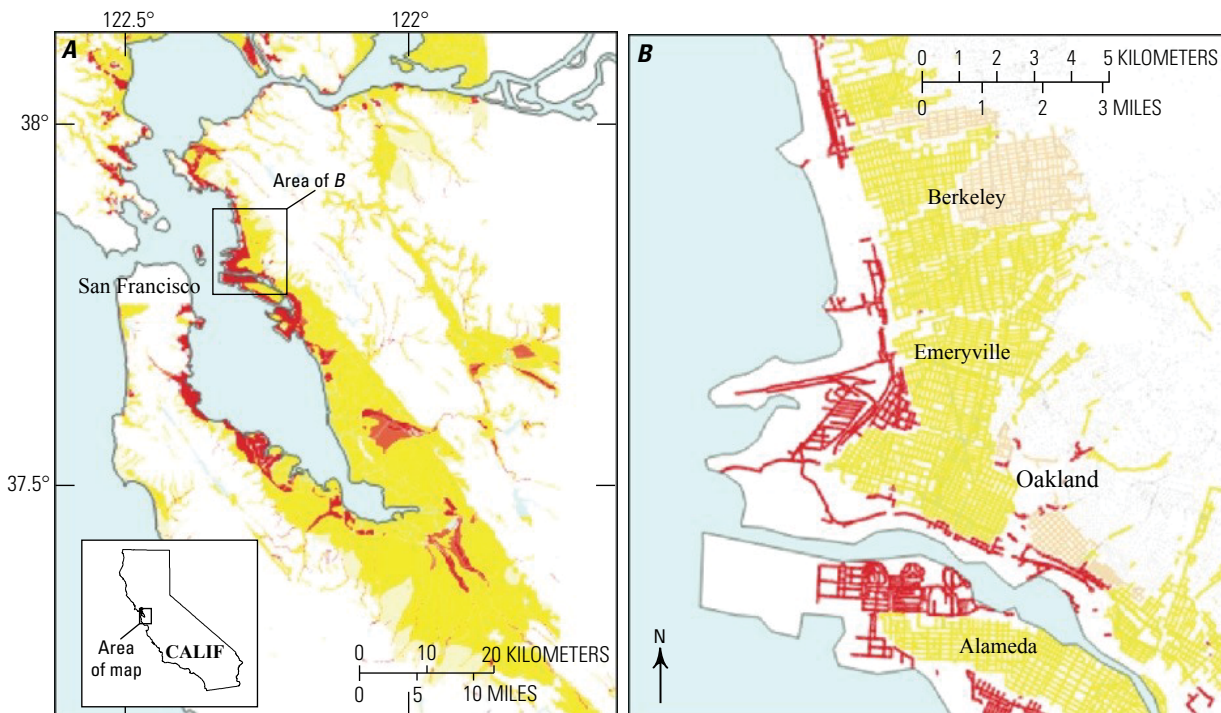 122.5°
122°
A
38°
Area of B
San Francisco
37.5°
Area
of map
CALIF
0 10 20 KILOMETERS
0 5 10 MILES
B
0 1 2 3 4 5 KILOMETERS
0 1 2 3 MILES
Berkeley
Emeryville
Oakland
Alameda
N